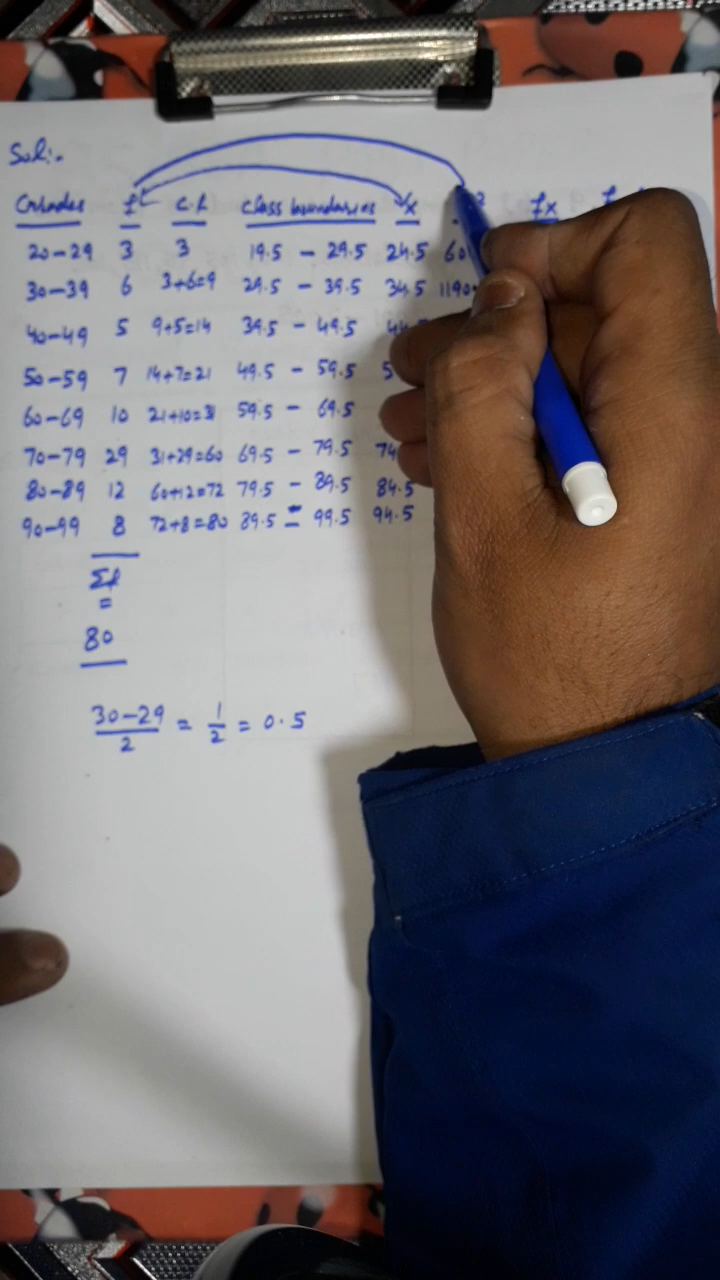 Sol:-
Grades f C.f Class boundaries x fx
20-29 3 3 19.5 - 29.5 24.5 60
30-39 6 3+6=9 29.5 - 39.5 34.5 1190.
40-49 5 9+5=14 39.5 - 49.5
50-59 7 14+7=21 49.5 - 59.5 5
60-69 10 21+10=31 59.5 - 69.5
70-79 29 31+29=60 69.5 - 79.5 74
80-89 12 60+12=72 79.5 - 89.5 84.5
90-99 8 72+8=80 89.5 - 99.5 94.5
Σf
=
80
30-29/2 = 1/2 = 0.5